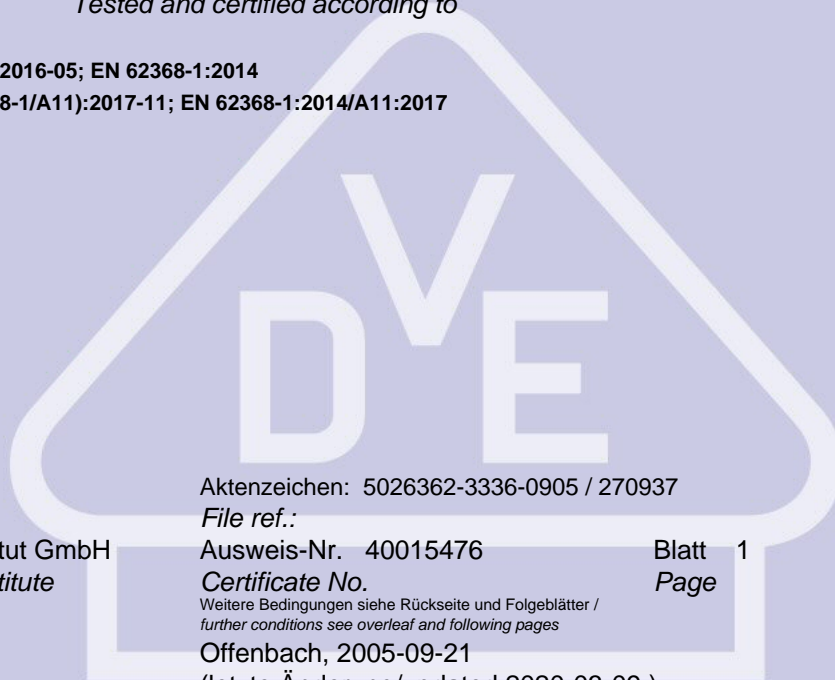 Tested and certified according to
2016-05; EN 62368-1:2014
8-1/A11):2017-11; EN 62368-1:2014/A11:2017
V
D E
Aktenzeichen: 5026362-3336-0905 / 270937
File ref.:
tut GmbH Ausweis-Nr. 40015476 Blatt 1
titute Certificate No. Page
Weitere Bedingungen siehe Rückseite und Folgeblätter /
further conditions see overleaf and following pages
Offenbach, 2005-09-21